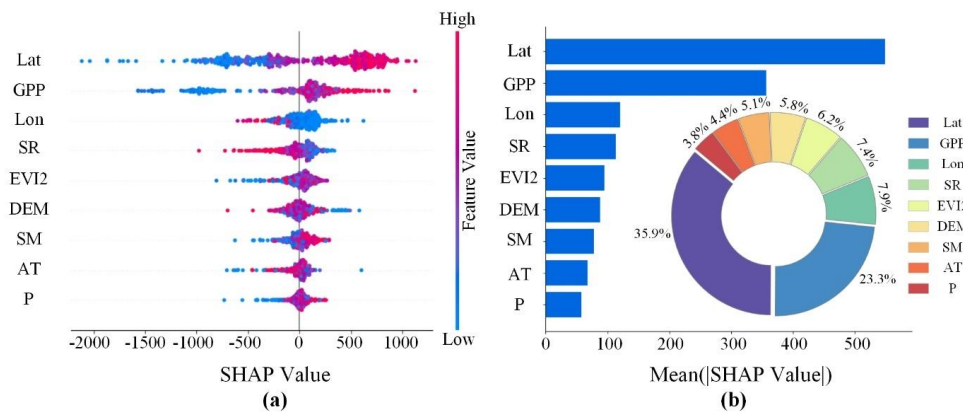 High
Lat
GPP
Lon
SR
EVI2
DEM
SM
AT
P
Feature Value
Low
-2000 -1500 -1000 -500 0 500 1000
SHAP Value
(a)
(b)
Lat
GPP
Lon
SR
EVI2
DEM
SM
AT
P
0 100 200 300 400 500
Mean(|SHAP Value|)
35.9%
3.8%
4.4%
5.1%
5.8%
6.2%
7.4%
7.9%
23.3%
Lat
GPP
Lon
SR
EVI2
DEM
SM
AT
P